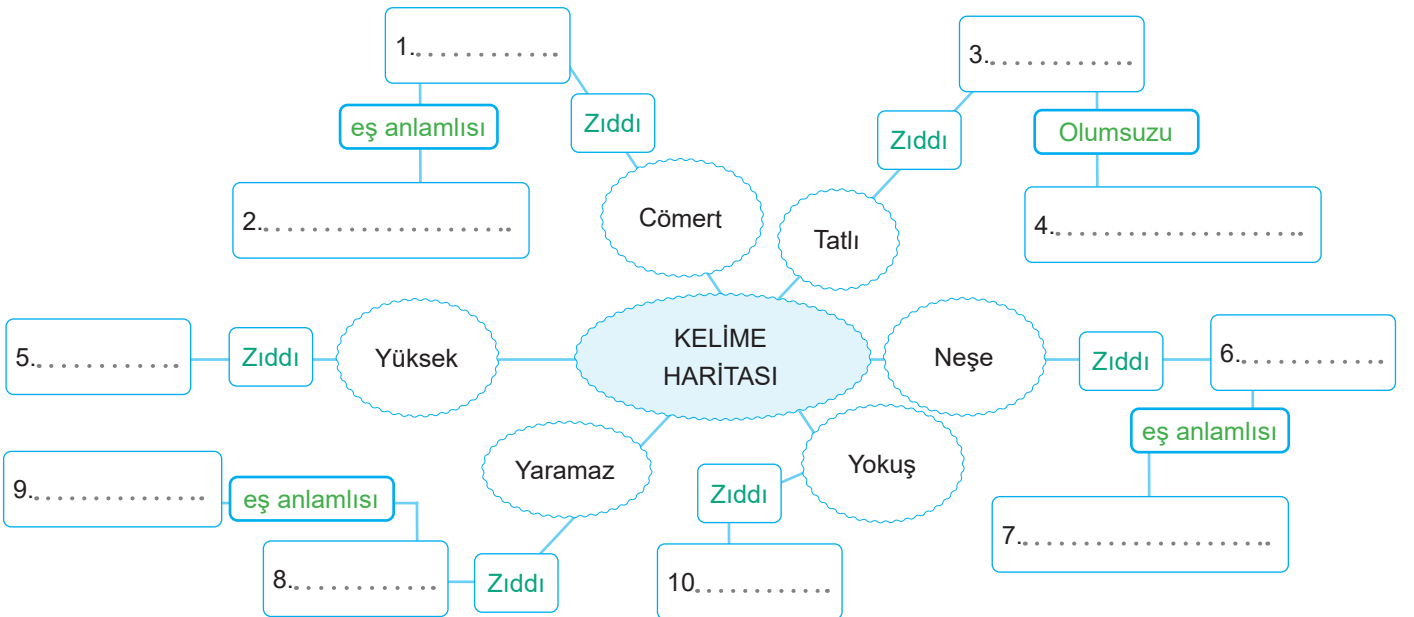 1.............
eş anlamlısı
Zıddı
2......................
Cömert
3.............
Zıddı
Olumsuzu
4......................
Tatlı
KELİME
HARİTASI
5.............
Zıddı
Yüksek
Neşe
Zıddı
6.............
eş anlamlısı
7......................
Yaramaz
Zıddı
8.............
eş anlamlısı
9...............
Yokuş
Zıddı
10............